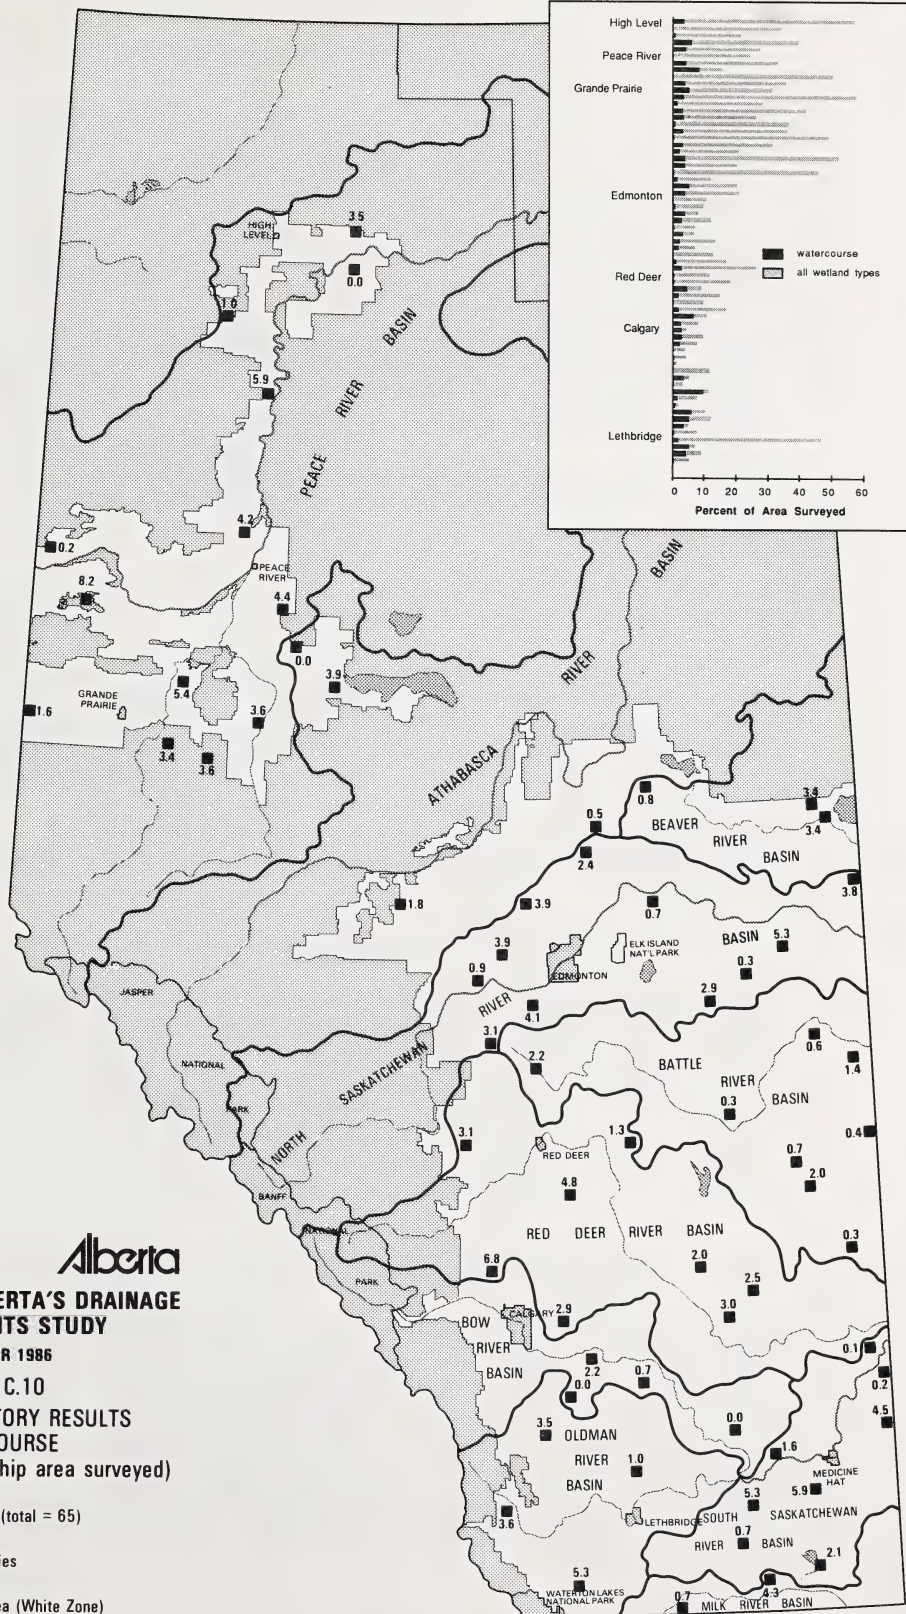 High Level
Peace River
Grande Prairie
Edmonton
Red Deer
Calgary
Lethbridge
watercourse
all wetland types
0 10 20 30 40 50 60
Percent of Area Surveyed
HIGH
LEVEL
3.5
0.0
1.0
BASIN
5.9
RIVER
PEACE
4.2
0.2
PEACE
RIVER
BASIN
8.2
4.4
0.0
RIVER
3.9
5.4
GRANDE
PRAIRIE
1.6
3.6
3.4
3.6
ATHABASCA
0.8
3.4
0.5
BEAVER
3.4
RIVER
2.4
BASIN
3.8
1.8
3.9
0.7
3.9
BASIN
5.3
ELK ISLAND
NAT'L PARK
0.9
EDMONTON
0.3
JASPER
RIVER
2.9
4.1
3.1
0.6
NATIONAL
SASKATCHEWAN
2.2
BATTLE
1.4
RIVER
PARK
0.3
BASIN
NORTH
3.1
1.3
0.4
RED DEER
0.7
BANFF
4.8
2.0
NATIONAL
RED DEER RIVER BASIN
0.3
2.0
6.8
PARK
2.5
3.0
BOW
CALGARY
2.9
RIVER
0.1
BASIN
2.2
0.7
0.2
0.0
4.5
3.5
OLDMAN
0.0
RIVER
1.6
1.0
MEDICINE
HAT
BASIN
5.3
5.9
3.6
LETHBRIDGE
SOUTH SASKATCHEWAN
0.7
RIVER BASIN
2.1
5.3
WATERTON LAKES
NATIONAL PARK
4.3
0.7
MILK RIVER BASIN
Alberta
ERTA'S DRAINAGE
ITS STUDY
R 1986
C.10
TORY RESULTS
OURSE
hip area surveyed)
(total = 65)
ies
ea (White Zone)